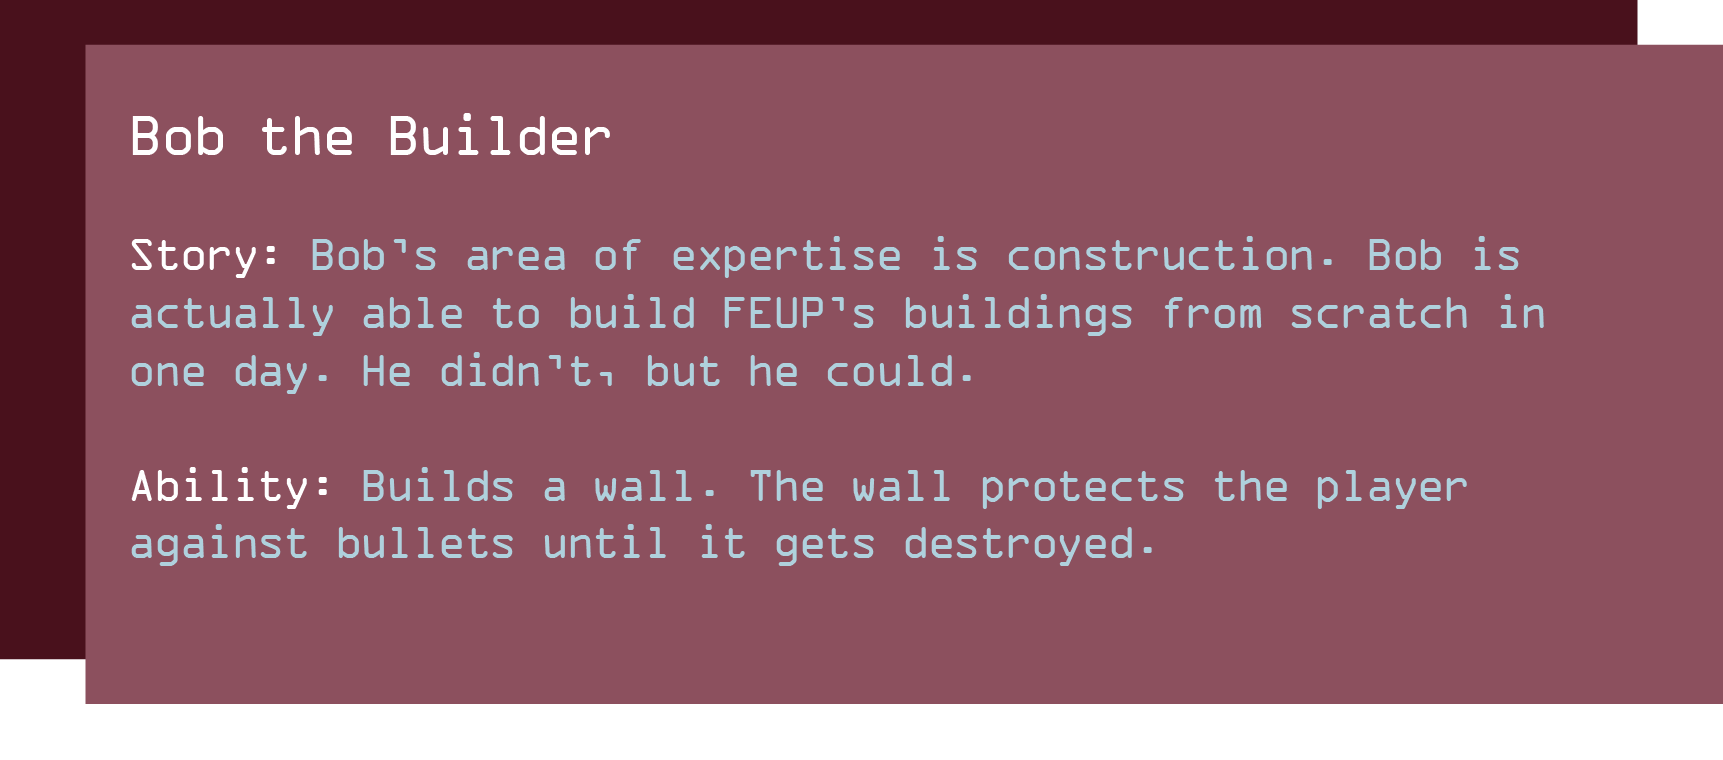 Bob the Builder
Story: Bob's area of expertise is construction. Bob is
actually able to build FEUP's buildings from scratch in
one day. He didn't, but he could.
Ability: Builds a wall. The wall protects the player
against bullets until it gets destroyed.